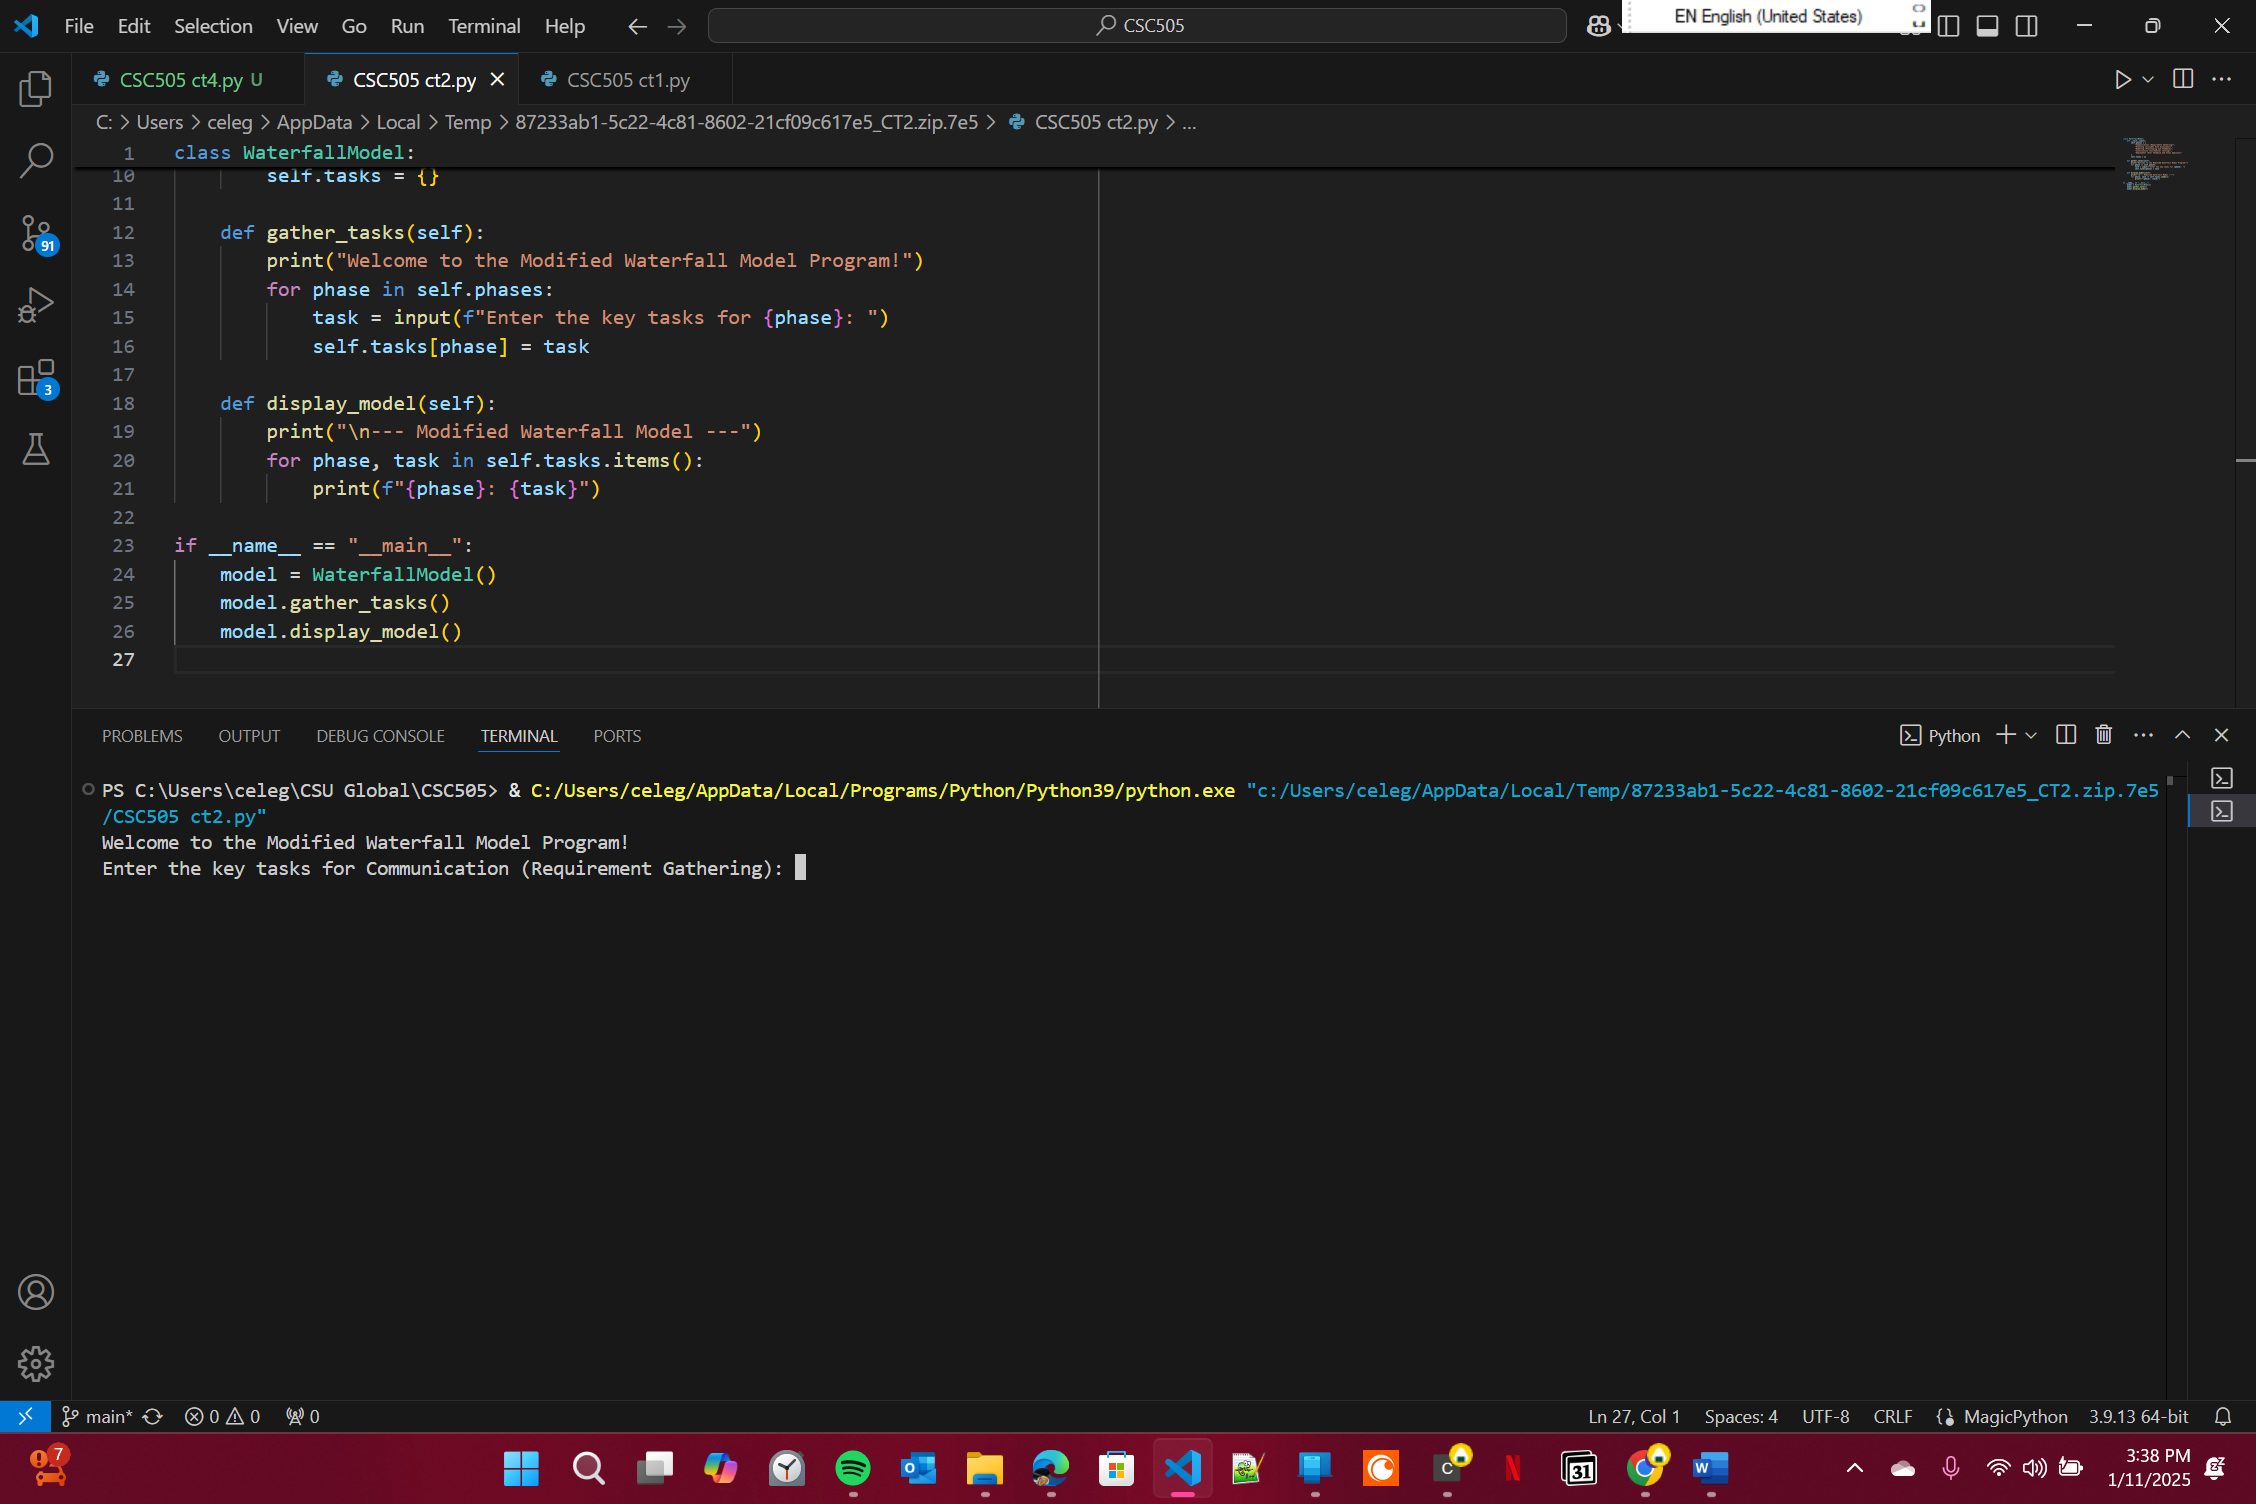 File Edit Selection View Go Run Terminal Help
CSC505
EN English (United States)
CSC505 ct4.py U
CSC505 ct2.py
CSC505 ct1.py
C: > Users > celeg > AppData > Local > Temp > 87233ab1-5c22-4c81-8602-21cf09c617e5_CT2.zip.7e5 > CSC505 ct2.py > ...
1 class WaterfallModel:
10 self.tasks = {}
11
12 def gather_tasks(self):
13 print("Welcome to the Modified Waterfall Model Program!")
14 for phase in self.phases:
15 task = input(f"Enter the key tasks for {phase}: ")
16 self.tasks[phase] = task
17
18 def display_model(self):
19 print("\n--- Modified Waterfall Model ---")
20 for phase, task in self.tasks.items():
21 print(f"{phase}: {task}")
22
23 if __name__ == "__main__":
24 model = WaterfallModel()
25 model.gather_tasks()
26 model.display_model()
27
91
3
PROBLEMS OUTPUT DEBUG CONSOLE TERMINAL PORTS
Python
PS C:\Users\celeg\CSU Global\CSC505> & C:/Users/celeg/AppData/Local/Programs/Python/Python39/python.exe "c:/Users/celeg/AppData/Local/Temp/87233ab1-5c22-4c81-8602-21cf09c617e5_CT2.zip.7e5
/CSC505 ct2.py"
Welcome to the Modified Waterfall Model Program!
Enter the key tasks for Communication (Requirement Gathering):
main* 0 0 0
Ln 27, Col 1 Spaces: 4 UTF-8 CRLF MagicPython 3.9.13 64-bit
7
31
3:38 PM
1/11/2025